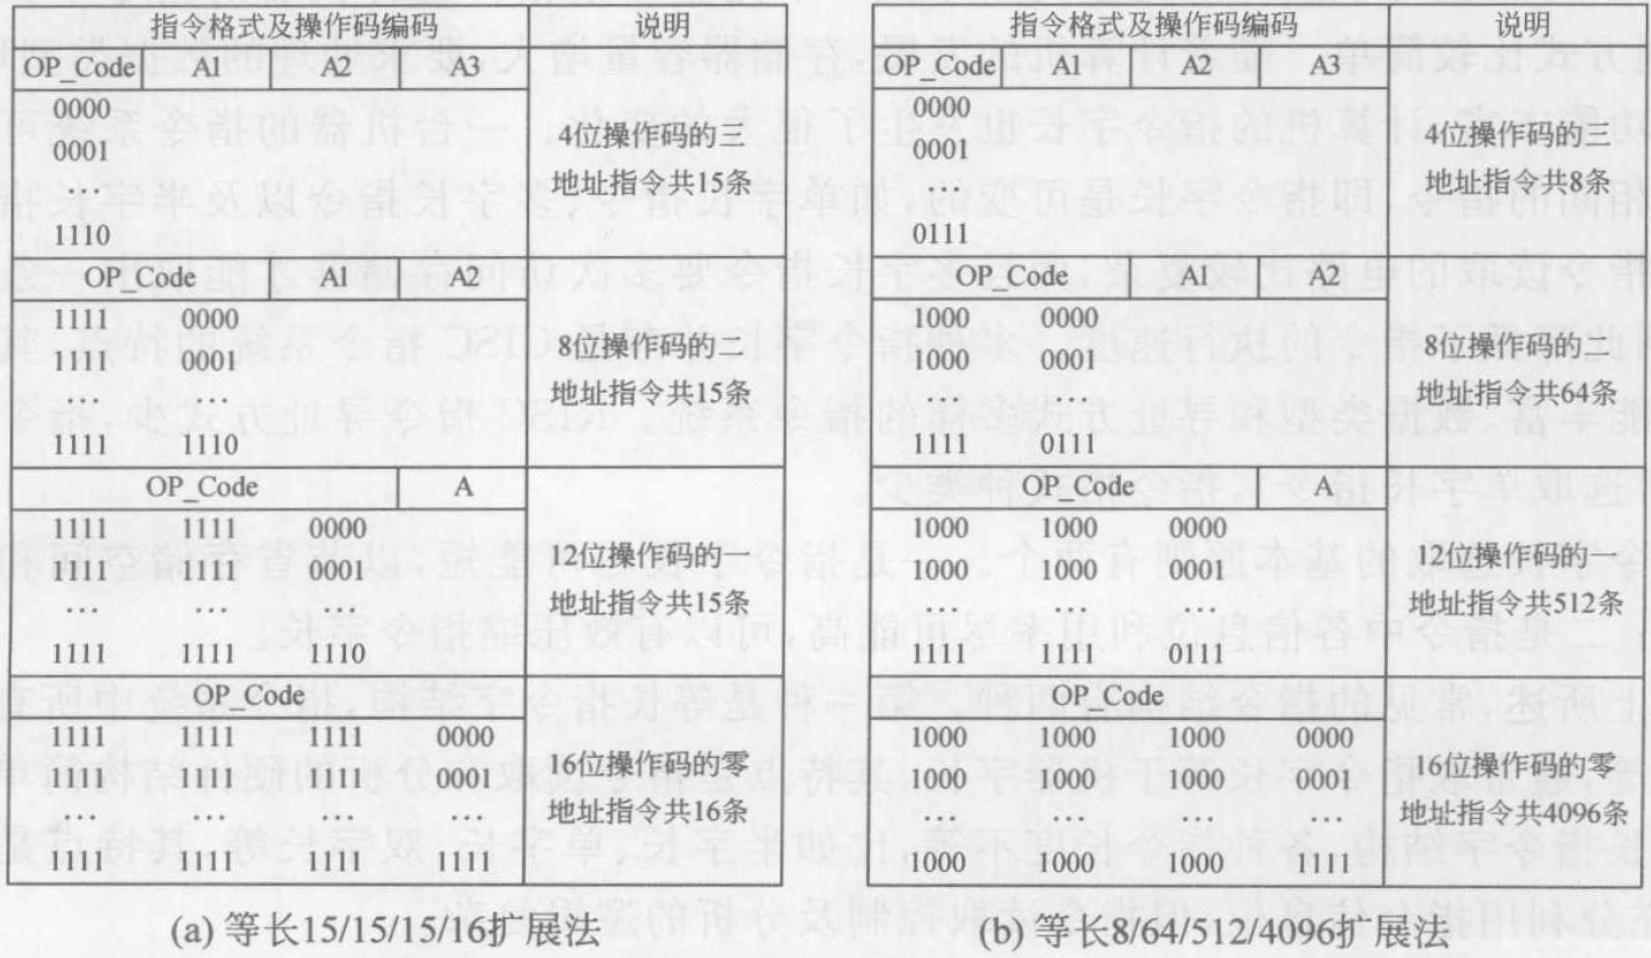 指令格式及操作码编码 说明
OP_Code A1 A2 A3
0000
0001
…
1110
4位操作码的三
地址指令共15条
OP_Code A1 A2
1111 0000
1111 0001
… …
1111 1110
8位操作码的二
地址指令共15条
OP_Code A
1111 1111 0000
1111 1111 0001
… … …
1111 1111 1110
12位操作码的一
地址指令共15条
OP_Code
1111 1111 1111 0000
1111 1111 1111 0001
… … … …
1111 1111 1111 1111
16位操作码的零
地址指令共16条
(a) 等长15/15/15/16扩展法
指令格式及操作码编码 说明
OP_Code A1 A2 A3
0000
0001
…
0111
4位操作码的三
地址指令共8条
OP_Code A1 A2
1000 0000
1000 0001
… …
1111 0111
8位操作码的二
地址指令共64条
OP_Code A
1000 1000 0000
1000 1000 0001
… … …
1111 1111 0111
12位操作码的一
地址指令共512条
OP_Code
1000 1000 1000 0000
1000 1000 1000 0001
… … … …
1000 1000 1000 1111
16位操作码的零
地址指令共4096条
(b) 等长8/64/512/4096扩展法